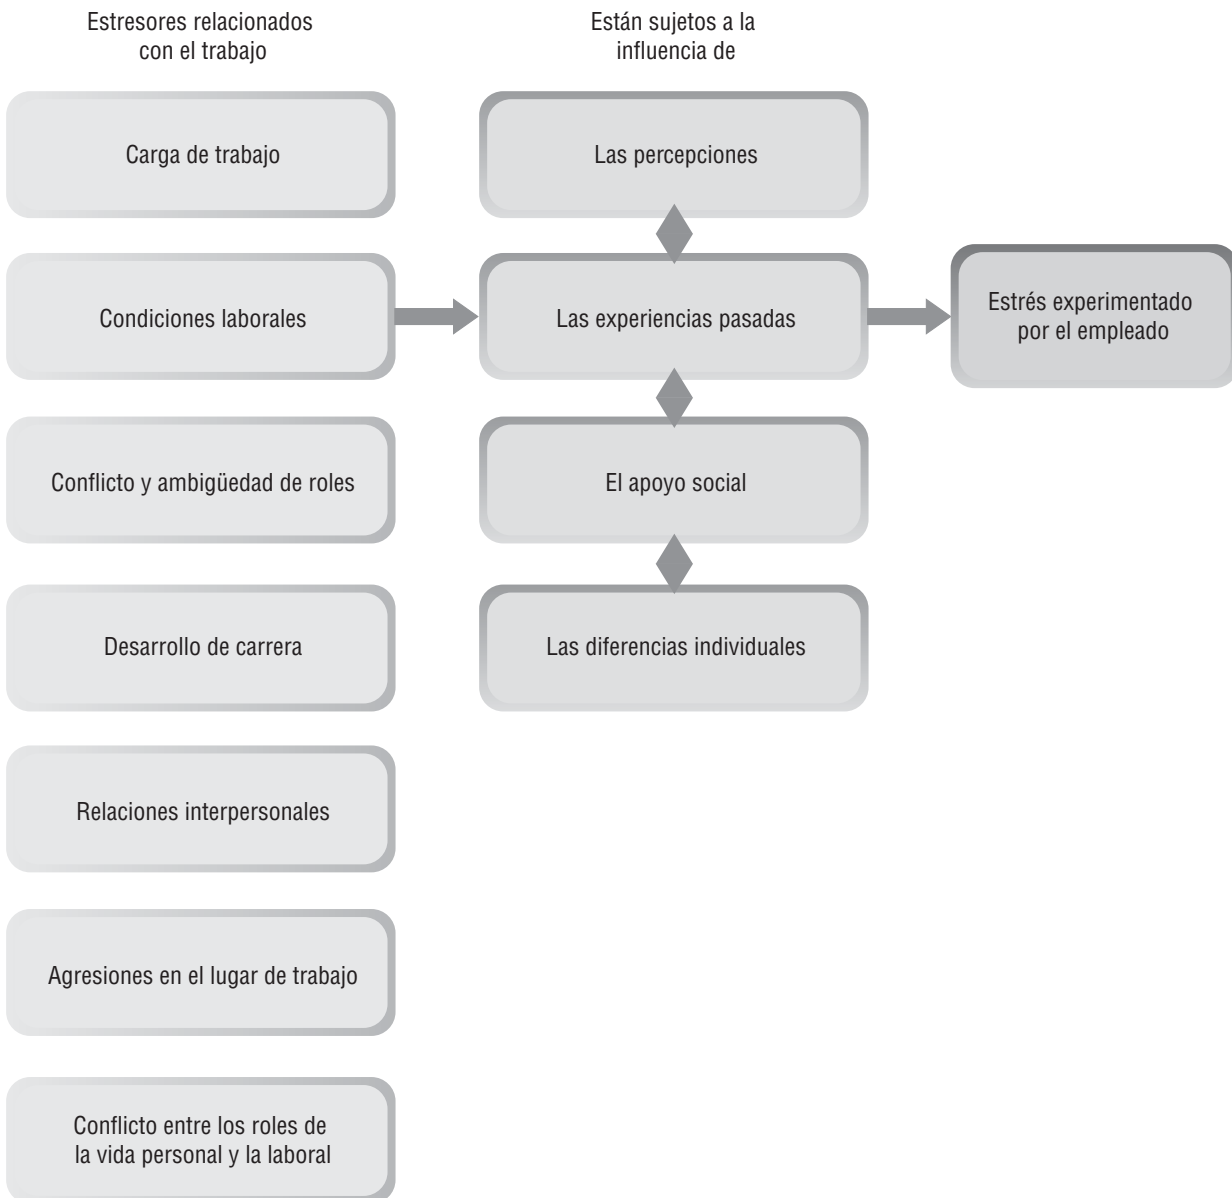 Estresores relacionados
con el trabajo
Están sujetos a la
influencia de
Carga de trabajo
Las percepciones
Condiciones laborales
Las experiencias pasadas
Estrés experimentado
por el empleado
Conflicto y ambigüedad de roles
El apoyo social
Desarrollo de carrera
Las diferencias individuales
Relaciones interpersonales
Agresiones en el lugar de trabajo
Conflicto entre los roles de
la vida personal y la laboral